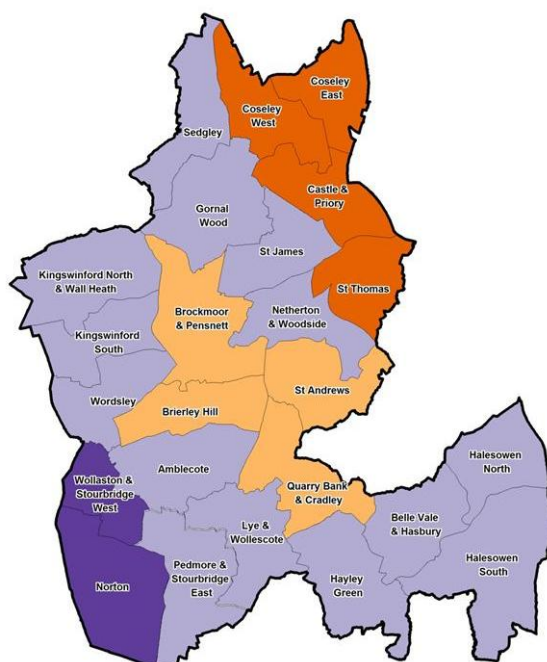 Coseley
East
Coseley
West
Sedgley
Castle &
Priory
Gornal
Wood
St James
Kingswinford North
& Wall Heath
St Thomas
Brockmoor
& Pensnett
Netherton
& Woodside
Kingswinford
South
St Andrews
Wordsley
Brierley Hill
Halesowen
North
Amblecote
Wollaston &
Stourbridge
West
Quarry Bank
& Cradley
Belle Vale
& Hasbury
Lye &
Wollescote
Halesowen
South
Pedmore &
Stourbridge
East
Hayley
Green
Norton